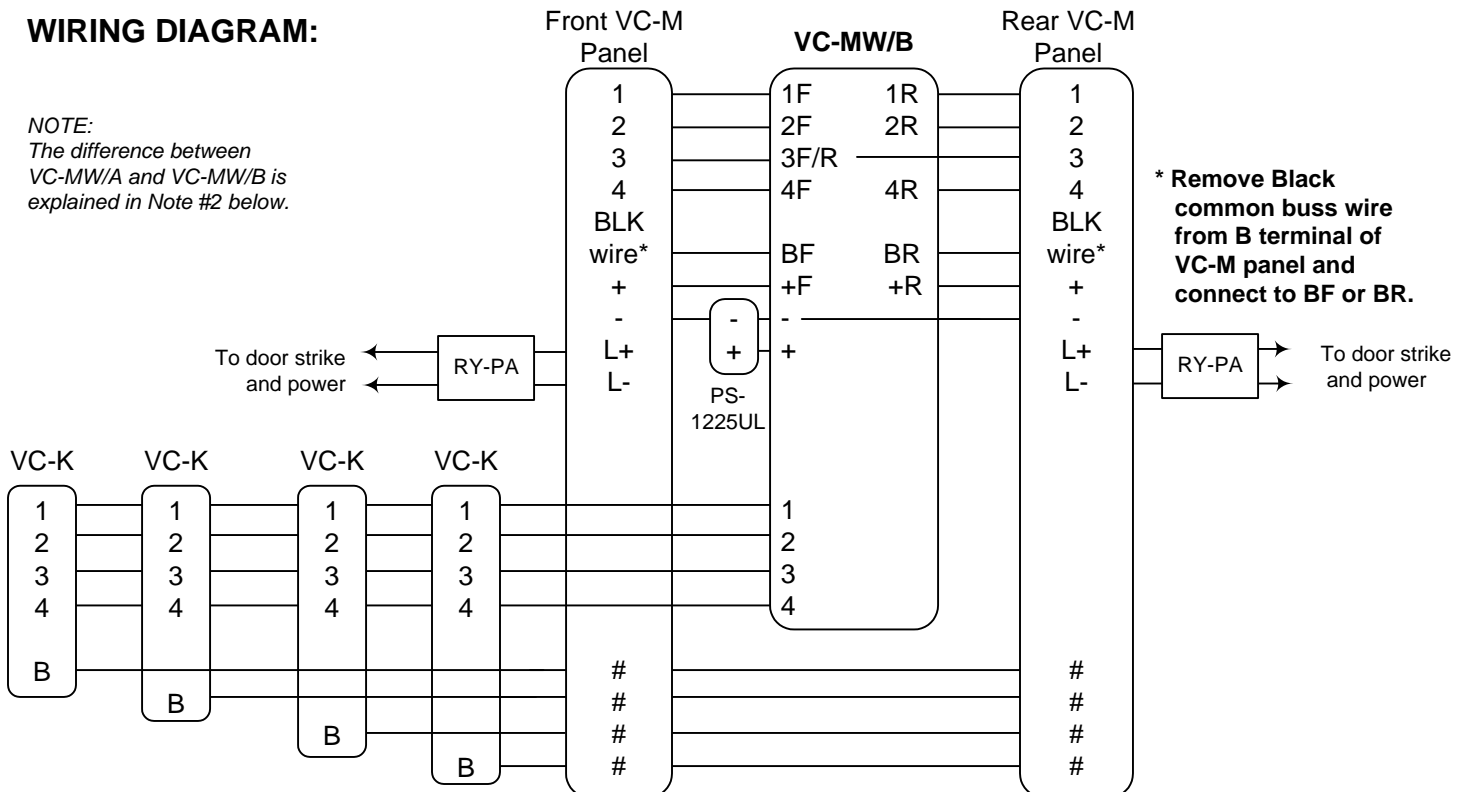 WIRING DIAGRAM:
NOTE:
The difference between
VC-MW/A and VC-MW/B is
explained in Note #2 below.
Front VC-M
Panel
1
2
3
4
BLK
wire*
+
-
L+
L-
#
#
#
#
VC-MW/B
1F 1R
2F 2R
3F/R
4F 4R
BF BR
+F +R
-
+
1
2
3
4
-
+
PS-
1225UL
Rear VC-M
Panel
1
2
3
4
BLK
wire*
+
-
L+
L-
#
#
#
#
* Remove Black
common buss wire
from B terminal of
VC-M panel and
connect to BF or BR.
To door strike
and power
RY-PA
RY-PA
To door strike
and power
VC-K
1
2
3
4
B
VC-K
1
2
3
4
B
VC-K
1
2
3
4
B
VC-K
1
2
3
4
B